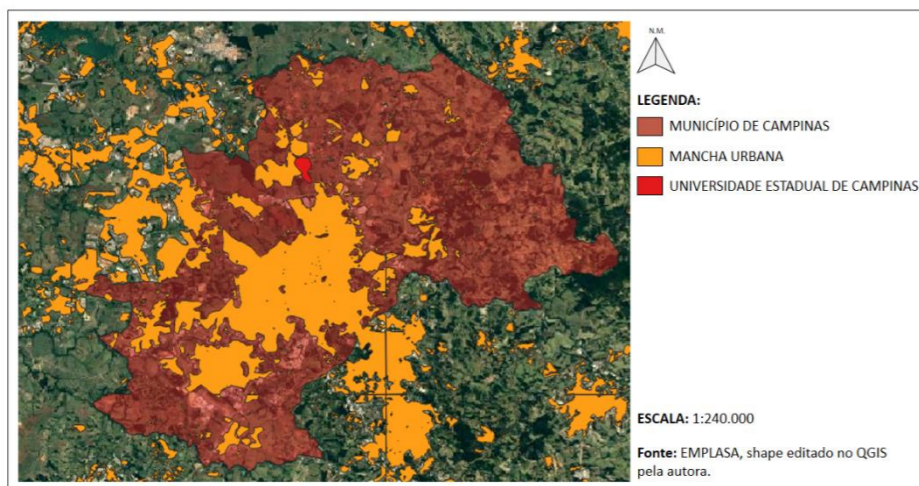 N.M.
LEGENDA:
MUNICÍPIO DE CAMPINAS
MANCHA URBANA
UNIVERSIDADE ESTADUAL DE CAMPINAS
ESCALA: 1:240.000
Fonte: EMPLASA, shape editado no QGIS
pela autora.